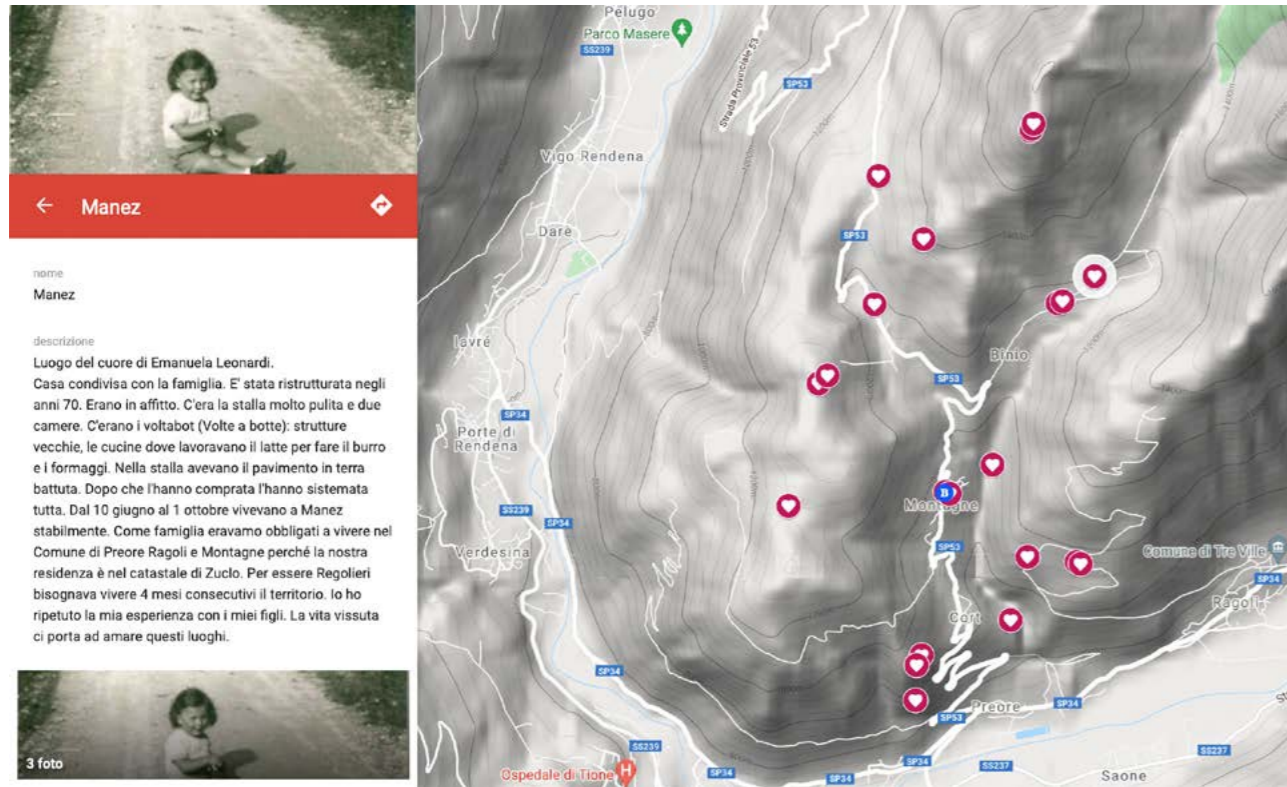 Manez
nome
Manez
descrizione
Luogo del cuore di Emanuela Leonardi.
Casa condivisa con la famiglia. E' stata ristrutturata negli
anni 70. Erano in affitto. C'era la stalla molto pulita e due
camere. C'erano i voltabot (Volte a botte): strutture
vecchie, le cucine dove lavoravano il latte per fare il burro
e i formaggi. Nella stalla avevano il pavimento in terra
battuta. Dopo che l'hanno comprata l'hanno sistemata
tutta. Dal 10 giugno al 1 ottobre vivevano a Manez
stabilmente. Come famiglia eravamo obbligati a vivere nel
Comune di Preore Ragoli e Montagne perché la nostra
residenza è nel catastale di Zuclo. Per essere Regolieri
bisognava vivere 4 mesi consecutivi il territorio. Io ho
ripetuto la mia esperienza con i miei figli. La vita vissuta
ci porta ad amare questi luoghi.
3 foto
Pelugo
Parco Masere
SS239
Strada Provinciale 53
SP53
1400m
Vigo Rendena
Darè
SP53
Iavrè
Binio
SP53
SP34
Porte di
Rendena
B
Montagne
SS239
SP34
Verdesina
SP53
Comune di Tre Ville
SP34
Ragoli
Cort
SP34
Preore
SP53
SP34
SS239
Ospedale di Tione
H
SP34
SP34
SP34
SS237
SS237
Saone